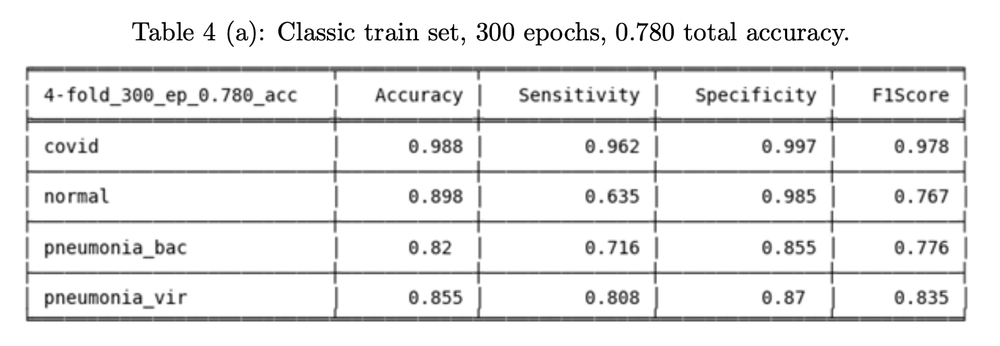 Table 4 (a): Classic train set, 300 epochs, 0.780 total accuracy.
4-fold_300_ep_0.780_acc Accuracy Sensitivity Specificity F1Score
covid 0.988 0.962 0.997 0.978
normal 0.898 0.635 0.985 0.767
pneumonia_bac 0.82 0.716 0.855 0.776
pneumonia_vir 0.855 0.808 0.87 0.835